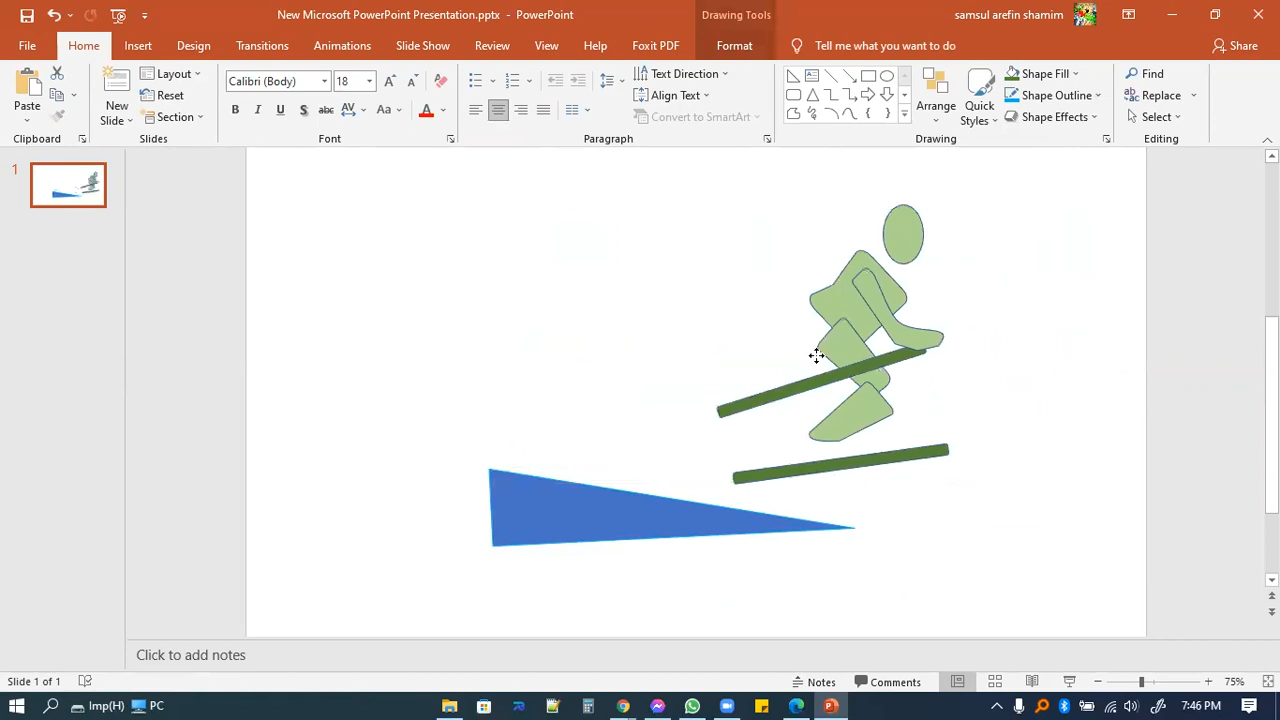 New Microsoft PowerPoint Presentation.pptx - PowerPoint
Drawing Tools
samsul arefin shamim
File Home Insert Design Transitions Animations Slide Show Review View Help Foxit PDF Format Tell me what you want to do Share
Paste
Clipboard
New Slide
Layout
Reset
Section
Slides
Calibri (Body) 18
B I U S abc AV Aa A
Font
Text Direction
Align Text
Convert to SmartArt
Paragraph
Arrange
Quick Styles
Shape Fill
Shape Outline
Shape Effects
Drawing
Find
Replace
Select
Editing
1
Click to add notes
Slide 1 of 1
Notes
Comments
75%
Imp(H) PC
7:46 PM